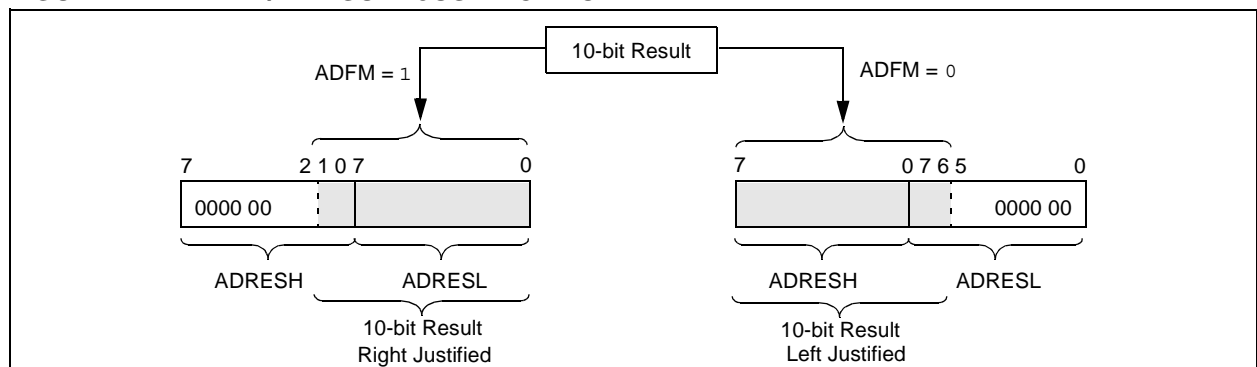 10-bit Result
ADFM = 1
ADFM = 0
7 2 1 0 7 0
7 0 7 6 5 0
0000 00
0000 00
ADRESH ADRESL
ADRESH ADRESL
10-bit Result
Right Justified
10-bit Result
Left Justified